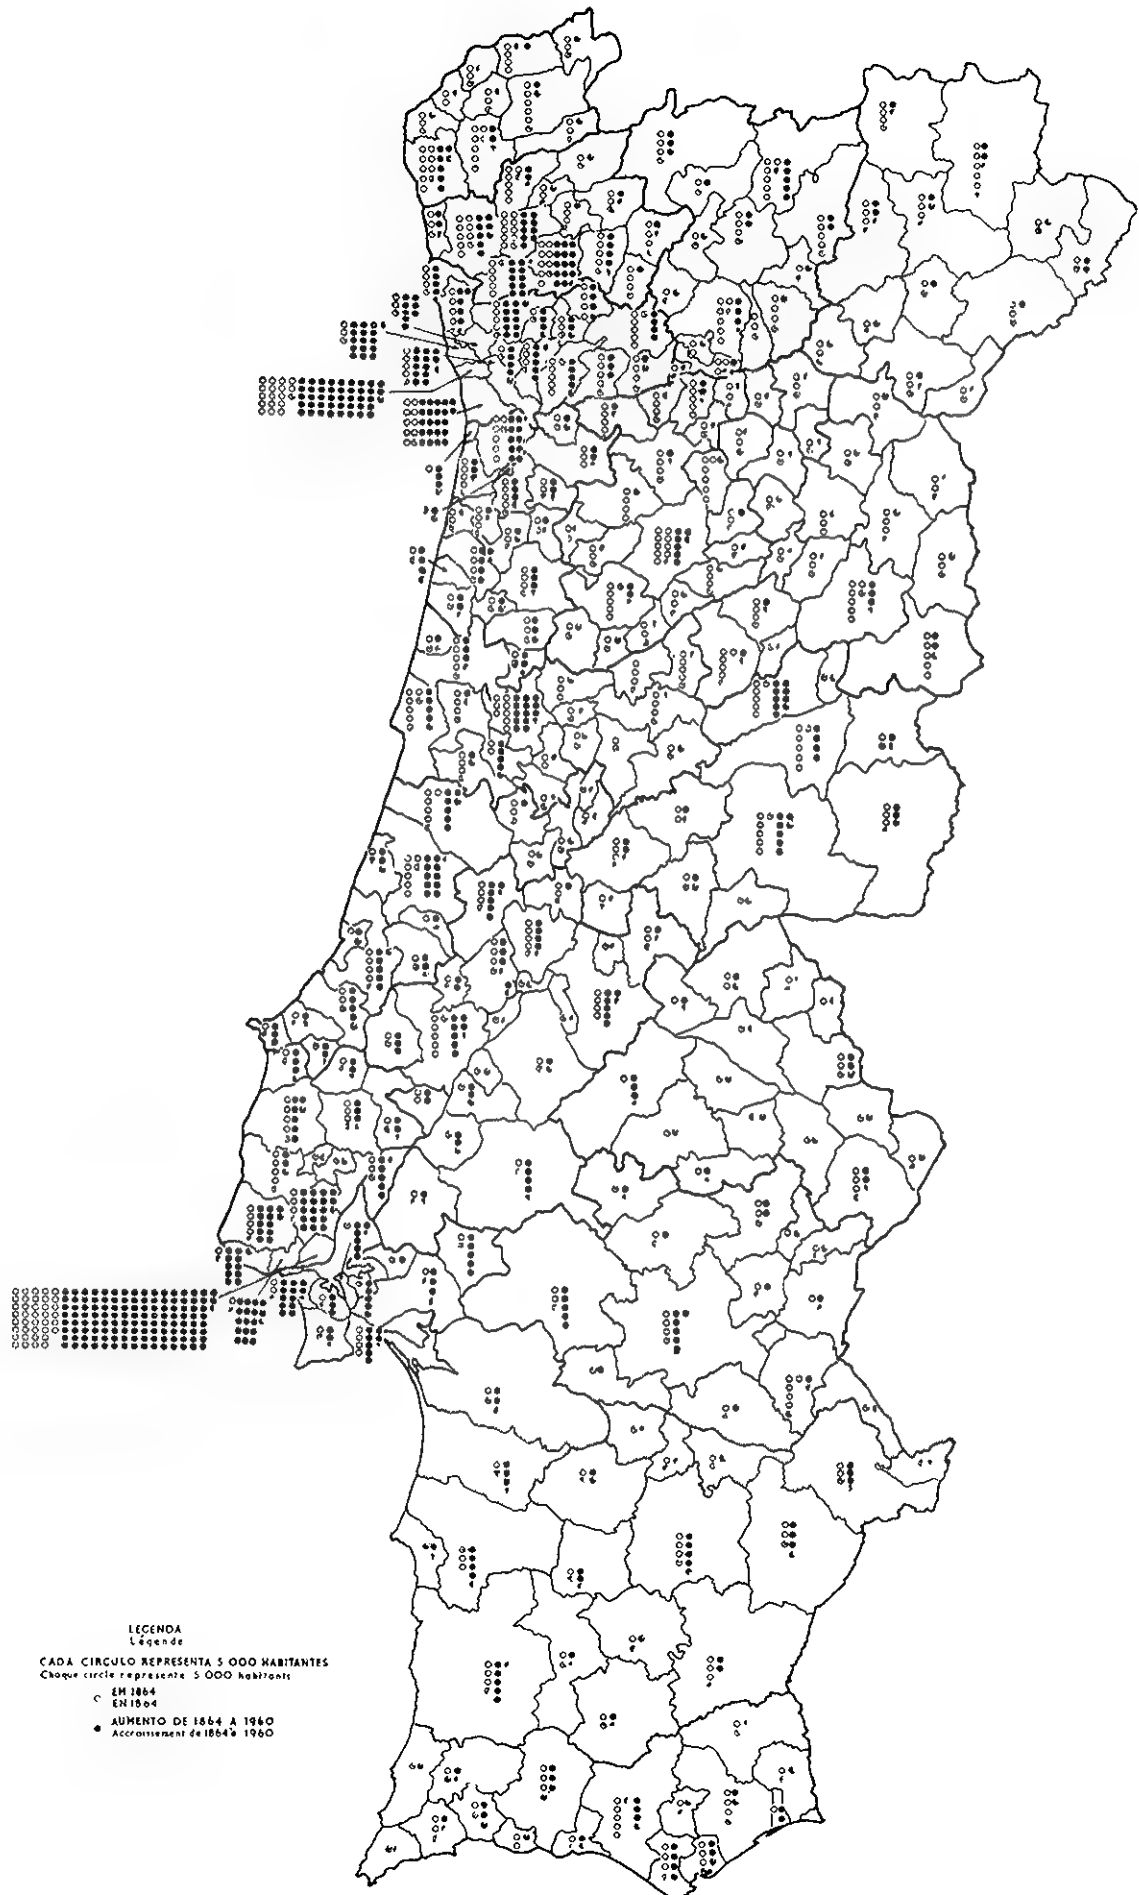 LEGENDA
Légende
CADA CIRCULO REPRESENTA 5 000 HABITANTES
Chaque circle represente 5 000 habitants
EM 1864
EN 1864
AUMENTO DE 1864 A 1960
Accroissement de 1864 à 1960